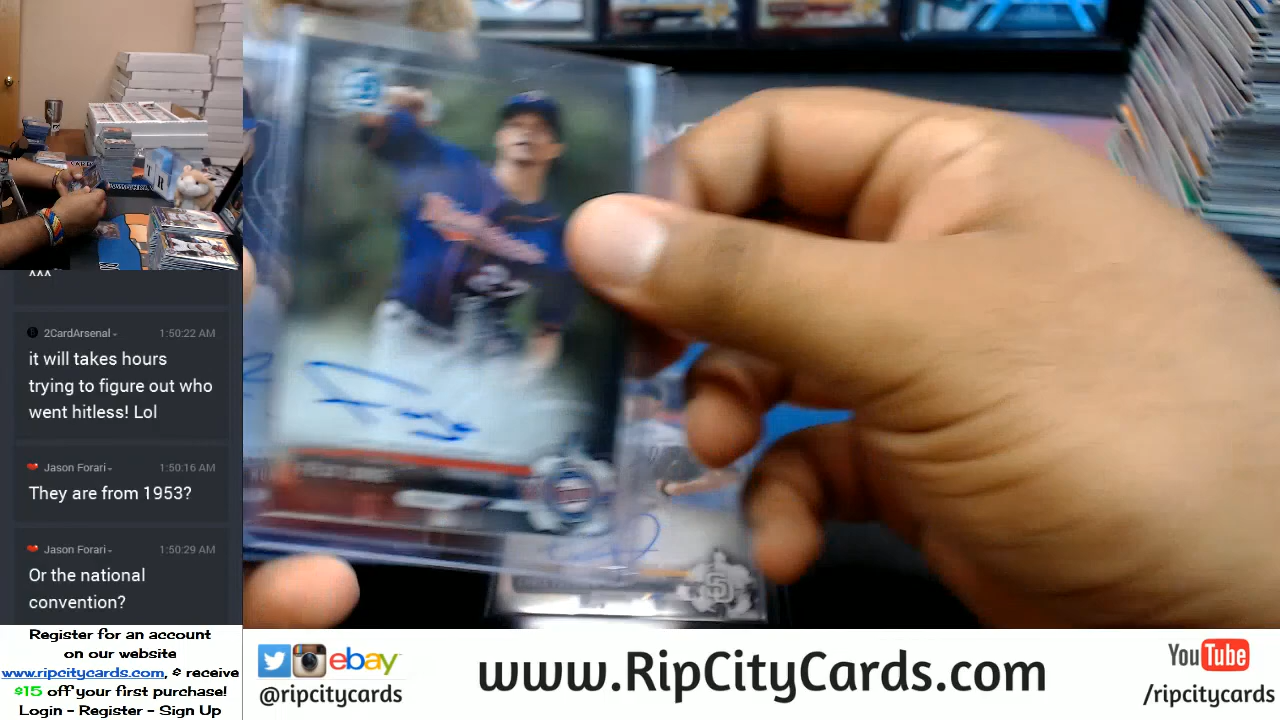 xxx
2CardArsenal
1:50:22 AM
it will takes hours
trying to figure out who
went hitless! Lol
Jason Forari
1:50:16 AM
They are from 1953?
Jason Forari
1:50:29 AM
Or the national
convention?
Register for an account
on our website
www.ripcitycards.com, & receive
$15 off your first purchase!
Login - Register - Sign Up
ebay
@ripcitycards
www.RipCityCards.com
YouTube
/ripcitycards